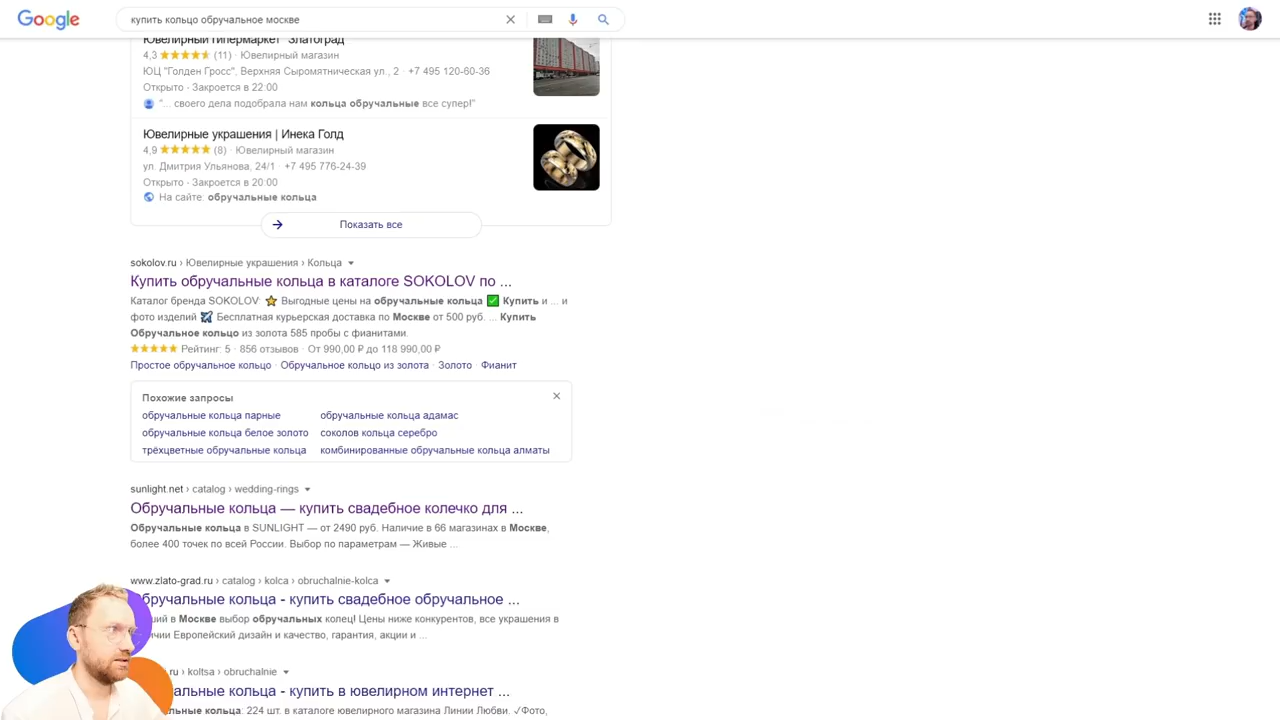 Google
купить кольцо обручальное москве
Ювелирный гипермаркет "Златоград"
4,3 (11) · Ювелирный магазин
ЮЦ "Голден Гросс", Верхняя Сыромятническая ул., 2 · +7 495 120-60-36
Открыто · Закроется в 22:00
"... своего дела подобрала нам кольца обручальные все супер!"
Ювелирные украшения | Инека Голд
4,9 (8) · Ювелирный магазин
ул. Дмитрия Ульянова, 24/1 · +7 495 776-24-39
Открыто · Закроется в 20:00
На сайте: обручальные кольца
Показать все
sokolov.ru › Ювелирные украшения › Кольца
Купить обручальные кольца в каталоге SOKOLOV по ...
Каталог бренда SOKOLOV: Выгодные цены на обручальные кольца Купить и ... и
фото изделий Бесплатная курьерская доставка по Москве от 500 руб. ... Купить
Обручальное кольцо из золота 585 пробы с фианитами.
Рейтинг: 5 · 856 отзывов · От 990,00 ₽ до 118 990,00 ₽
Простое обручальное кольцо · Обручальное кольцо из золота · Золото · Фианит
Похожие запросы
обручальные кольца парные
обручальные кольца адамас
обручальные кольца белое золото
соколов кольца серебро
трёхцветные обручальные кольца
комбинированные обручальные кольца алматы
sunlight.net › catalog › wedding-rings
Обручальные кольца — купить свадебное колечко для ...
Обручальные кольца в SUNLIGHT — от 2490 руб. Наличие в 66 магазинах в Москве,
более 400 точек по всей России. Выбор по параметрам — Живые ...
www.zlato-grad.ru › catalog › kolca › obruchalnie-kolca
бручальные кольца - купить свадебное обручальное ...
ший в Москве выбор обручальных колец! Цены ниже конкурентов, все украшения в
ичии Европейский дизайн и качество, гарантия, акции и ...
ru › koltsa › obruchalnie
альные кольца - купить в ювелирном интернет ...
льные кольца: 224 шт. в каталоге ювелирного магазина Линии Любви. ✓Фото,